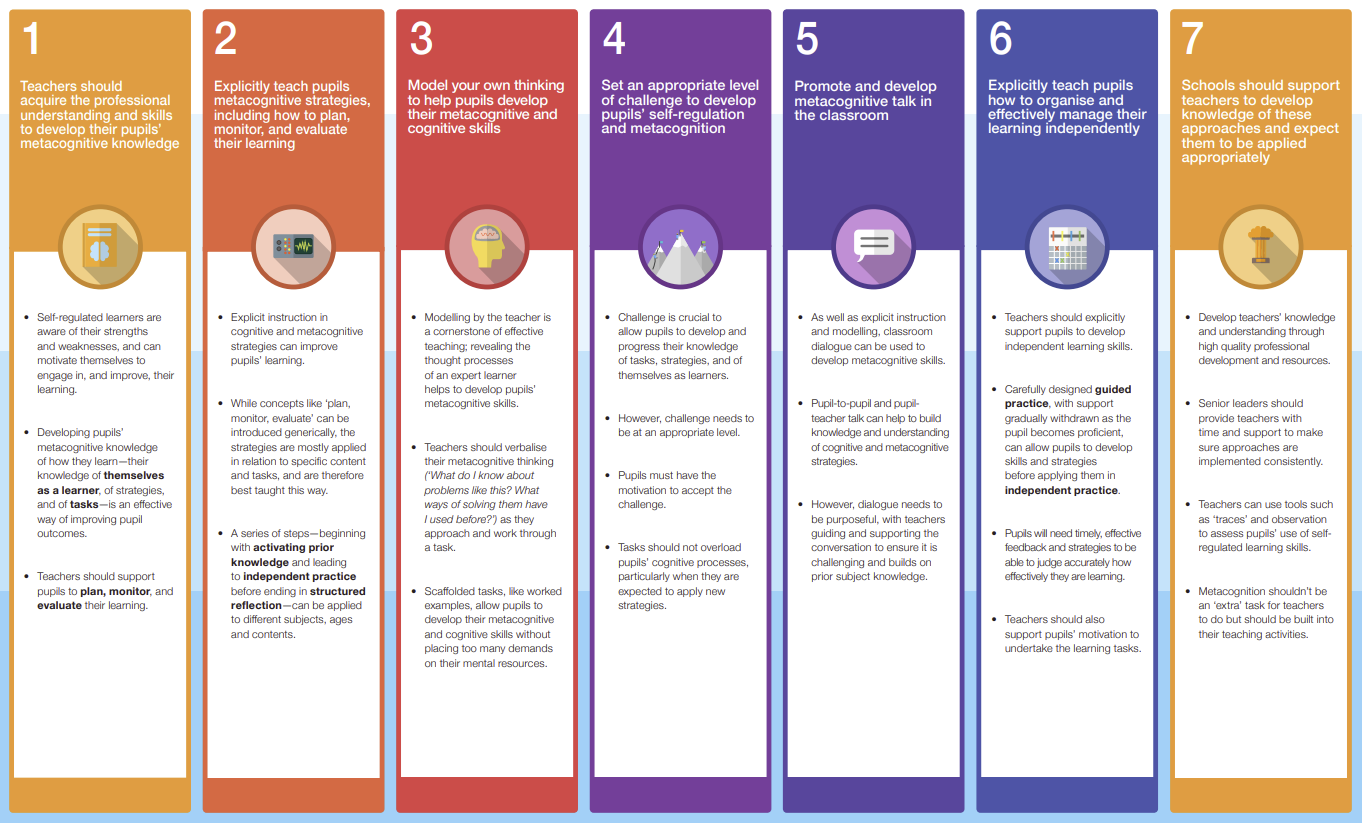 1
Teachers should
acquire the professional
understanding and skills
to develop their pupils'
metacognitive knowledge
• Self-regulated learners are
aware of their strengths
and weaknesses, and can
motivate themselves to
engage in, and improve, their
learning.
• Developing pupils'
metacognitive knowledge
of how they learn—their
knowledge of themselves
as a learner, of strategies,
and of tasks—is an effective
way of improving pupil
outcomes.
• Teachers should support
pupils to plan, monitor, and
evaluate their learning.
2
Explicitly teach pupils
metacognitive strategies,
including how to plan,
monitor, and evaluate
their learning
• Explicit instruction in
cognitive and metacognitive
strategies can improve
pupils' learning.
• While concepts like 'plan,
monitor, evaluate' can be
introduced generically, the
strategies are mostly applied
in relation to specific content
and tasks, and are therefore
best taught this way.
• A series of steps—beginning
with activating prior
knowledge and leading
to independent practice
before ending in structured
reflection—can be applied
to different subjects, ages
and contents.
3
Model your own thinking
to help pupils develop
their metacognitive and
cognitive skills
• Modelling by the teacher is
a cornerstone of effective
teaching; revealing the
thought processes
of an expert learner
helps to develop pupils'
metacognitive skills.
• Teachers should verbalise
their metacognitive thinking
('What do I know about
problems like this? What
ways of solving them have
I used before?') as they
approach and work through
a task.
• Scaffolded tasks, like worked
examples, allow pupils to
develop their metacognitive
and cognitive skills without
placing too many demands
on their mental resources.
4
Set an appropriate level
of challenge to develop
pupils' self-regulation
and metacognition
• Challenge is crucial to
allow pupils to develop and
progress their knowledge
of tasks, strategies, and of
themselves as learners.
• However, challenge needs to
be at an appropriate level.
• Pupils must have the
motivation to accept the
challenge.
• Tasks should not overload
pupils' cognitive processes,
particularly when they are
expected to apply new
strategies.
5
Promote and develop
metacognitive talk in
the classroom
• As well as explicit instruction
and modelling, classroom
dialogue can be used to
develop metacognitive skills.
• Pupil-to-pupil and pupil-
teacher talk can help to build
knowledge and understanding
of cognitive and metacognitive
strategies.
• However, dialogue needs to
be purposeful, with teachers
guiding and supporting the
conversation to ensure it is
challenging and builds on
prior subject knowledge.
6
Explicitly teach pupils
how to organise and
effectively manage their
learning independently
• Teachers should explicitly
support pupils to develop
independent learning skills.
• Carefully designed guided
practice, with support
gradually withdrawn as the
pupil becomes proficient,
can allow pupils to develop
skills and strategies
before applying them in
independent practice.
• Pupils will need timely, effective
feedback and strategies to be
able to judge accurately how
effectively they are learning.
• Teachers should also
support pupils' motivation to
undertake the learning tasks.
7
Schools should support
teachers to develop
knowledge of these
approaches and expect
them to be applied
appropriately
• Develop teachers' knowledge
and understanding through
high quality professional
development and resources.
• Senior leaders should
provide teachers with
time and support to make
sure approaches are
implemented consistently.
• Teachers can use tools such
as 'traces' and observation
to assess pupils' use of self-
regulated learning skills.
• Metacognition shouldn't be
an 'extra' task for teachers
to do but should be built into
their teaching activities.